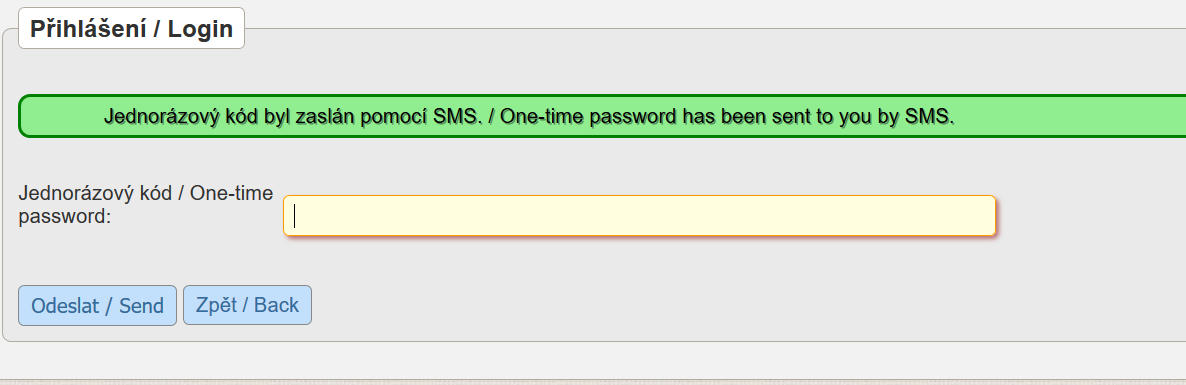 Přihlášení / Login
Jednorázový kód byl zaslán pomocí SMS. / One-time password has been sent to you by SMS.
Jednorázový kód / One-time
password:
Odeslat / Send
Zpět / Back